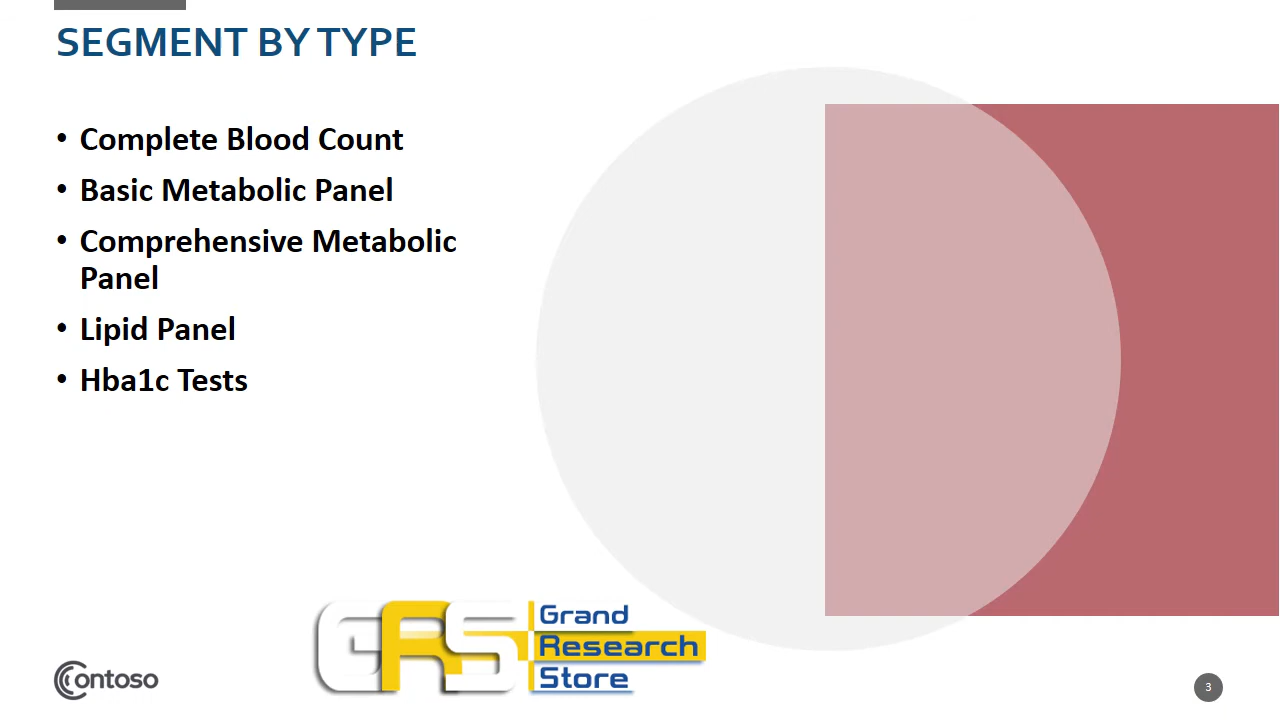 SEGMENT BY TYPE
• Complete Blood Count
• Basic Metabolic Panel
• Comprehensive Metabolic
Panel
• Lipid Panel
• Hba1c Tests
GRS
Grand
Research
Store
Contoso
3